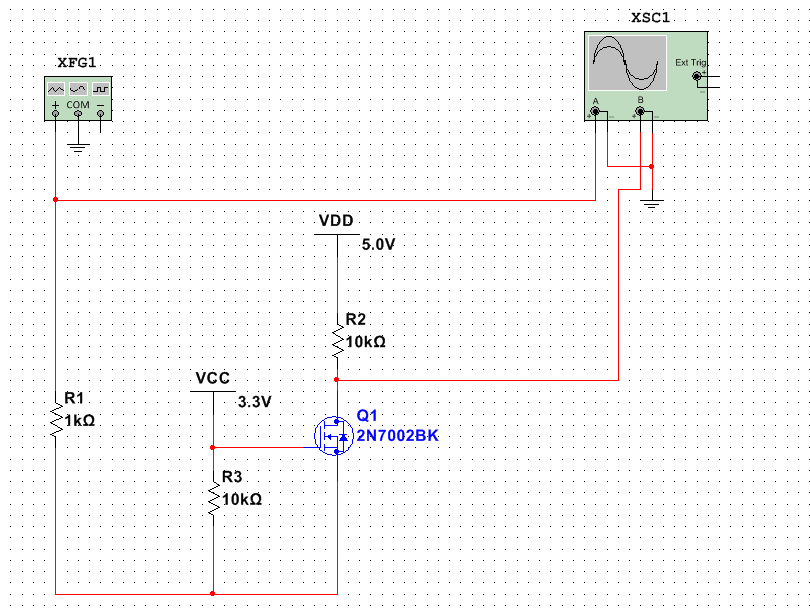 XSC1
XFG1
Ext Trig
+
-
A
B
+
-
+
-
+
COM
-
VDD
5.0V
R2
10kΩ
VCC
3.3V
R1
1kΩ
Q1
2N7002BK
R3
10kΩ